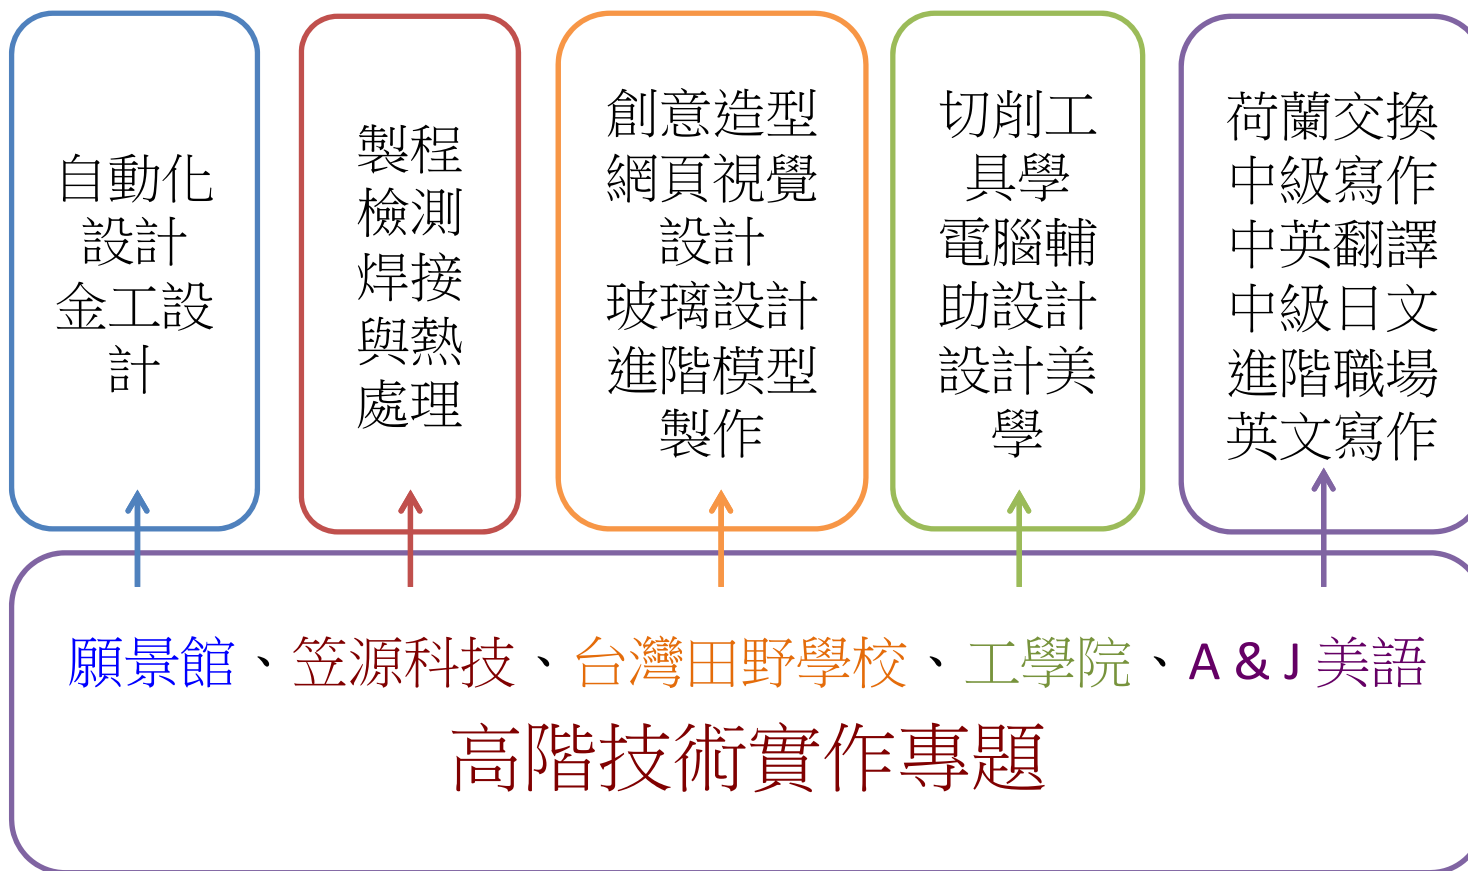 自動化
設計
金工設
計
製程
檢測
焊接
與熱
處理
創意造型
網頁視覺
設計
玻璃設計
進階模型
製作
切削工
具學
電腦輔
助設計
設計美
學
荷蘭交換
中級寫作
中英翻譯
中級日文
進階職場
英文寫作
願景館、笠源科技、台灣田野學校、工學院、A & J 美語
高階技術實作專題